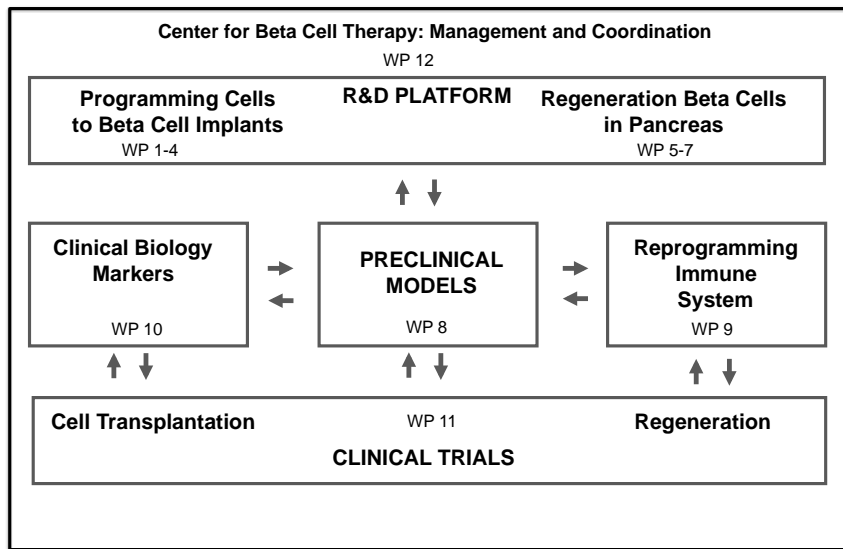 Center for Beta Cell Therapy: Management and Coordination
WP 12
Programming Cells
to Beta Cell Implants
WP 1-4
R&D PLATFORM
Regeneration Beta Cells
in Pancreas
WP 5-7
Clinical Biology
Markers
WP 10
PRECLINICAL
MODELS
WP 8
Reprogramming
Immune
System
WP 9
Cell Transplantation
WP 11
Regeneration
CLINICAL TRIALS